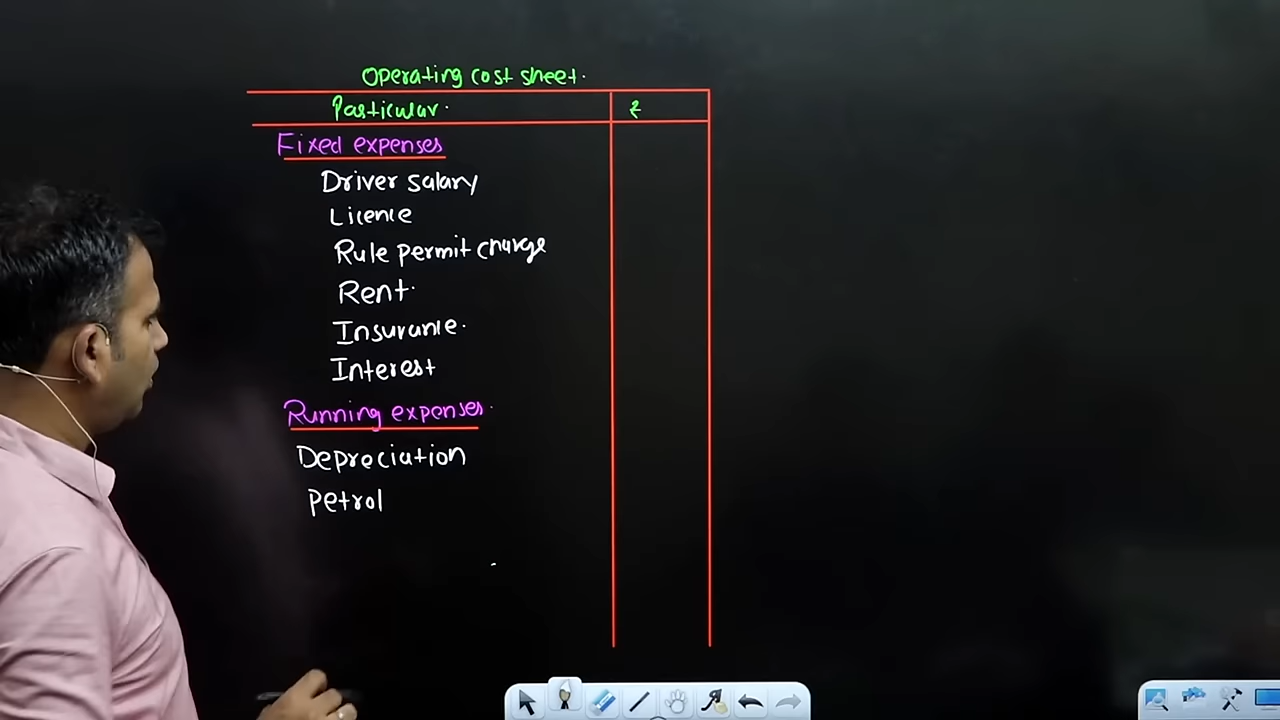 Operating cost sheet.
Particular. ₹
Fixed expenses
Driver salary
Licence
Rule permit charge
Rent.
Insurance.
Interest
Running expenses.
Depreciation
Petrol